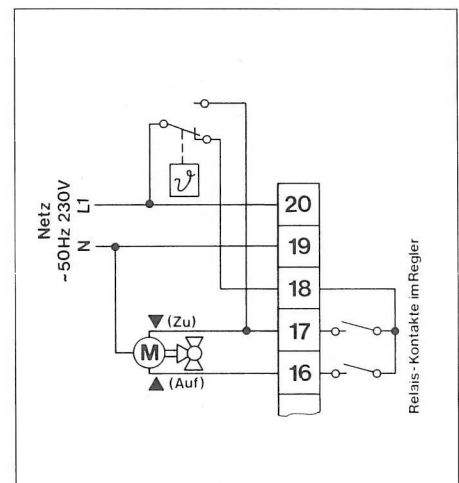 Netz
~50Hz 230V
L1
N
ϑ
20
19
18
17
16
▼ (Zu)
M
▲ (Auf)
Relais-Kontakte im Regler